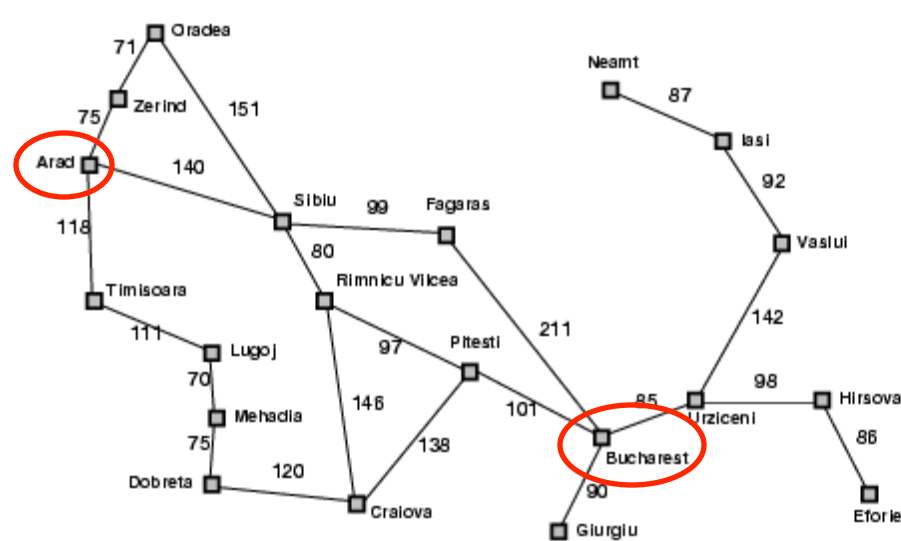 Oradea
71
Neamt
87
Zerind
151
75
Iasi
Arad
140
92
Sibiu
99
Fagaras
118
80
Vaslui
Timisoara
Rimnicu Vilcea
111
Lugoj
97
Pitesti
211
142
70
Mehadia
146
101
85
98
Hirsova
Urziceni
75
138
86
Bucharest
Dobreta
120
90
Craiova
Giurgiu
Eforie